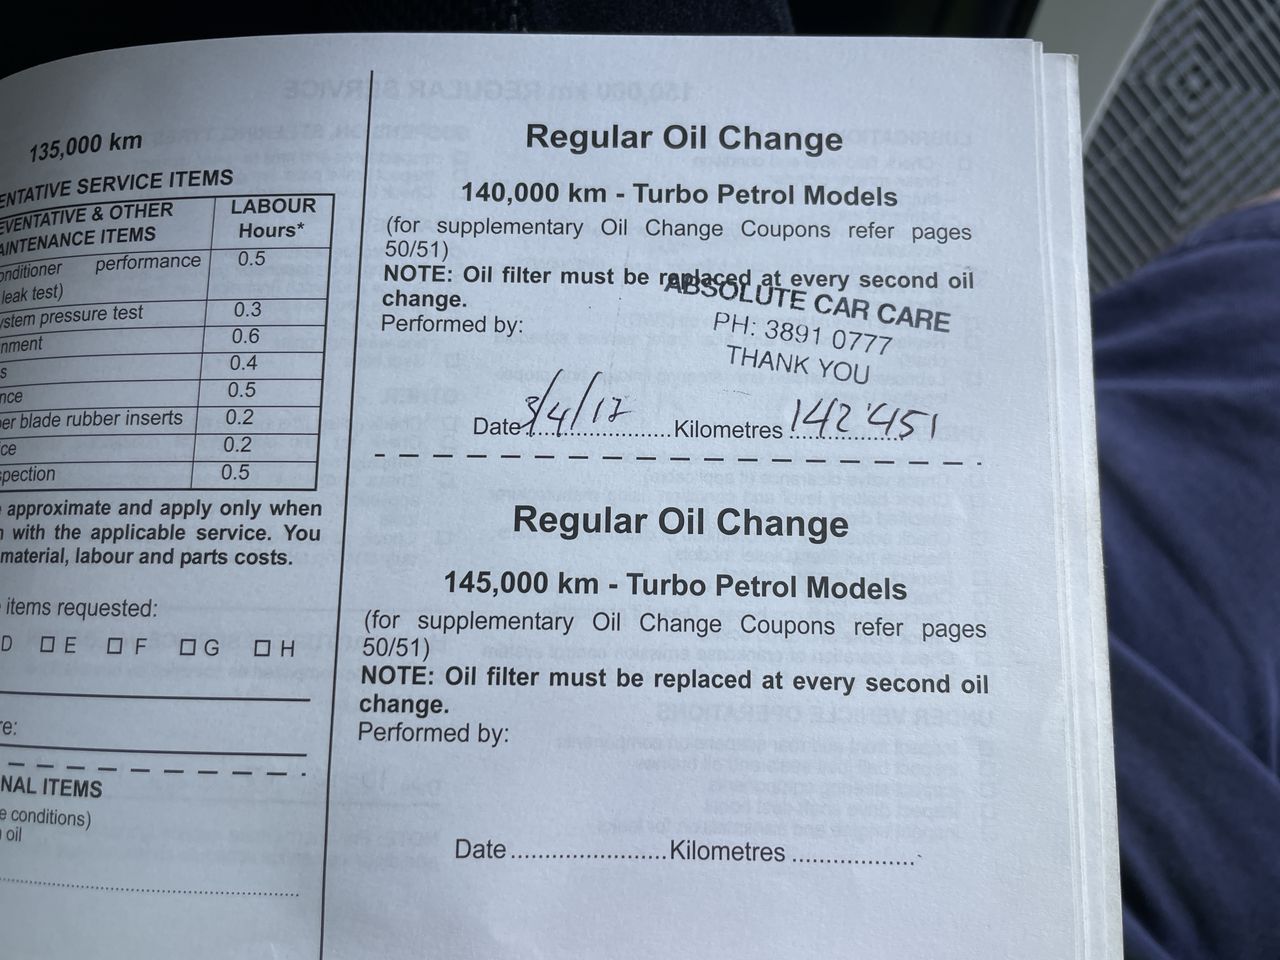 135,000 km
ENTATIVE SERVICE ITEMS
EVENTATIVE & OTHER
AINTENANCE ITEMS
LABOUR
Hours*
onditioner performance
leak test)
0.5
ystem pressure test 0.3
nment 0.6
s 0.4
nce 0.5
er blade rubber inserts 0.2
ce 0.2
spection 0.5
approximate and apply only when
with the applicable service. You
material, labour and parts costs.
items requested:
D E F G H
re:
NAL ITEMS
e conditions)
oil
Regular Oil Change
140,000 km - Turbo Petrol Models
(for supplementary Oil Change Coupons refer pages
50/51)
NOTE: Oil filter must be replaced at every second oil
change.
Performed by:
ABSOLUTE CAR CARE
PH: 3891 0777
THANK YOU
Date 3/4/12 Kilometres 142'451
Regular Oil Change
145,000 km - Turbo Petrol Models
(for supplementary Oil Change Coupons refer pages
50/51)
NOTE: Oil filter must be replaced at every second oil
change.
Performed by:
Date ...................... Kilometres .................